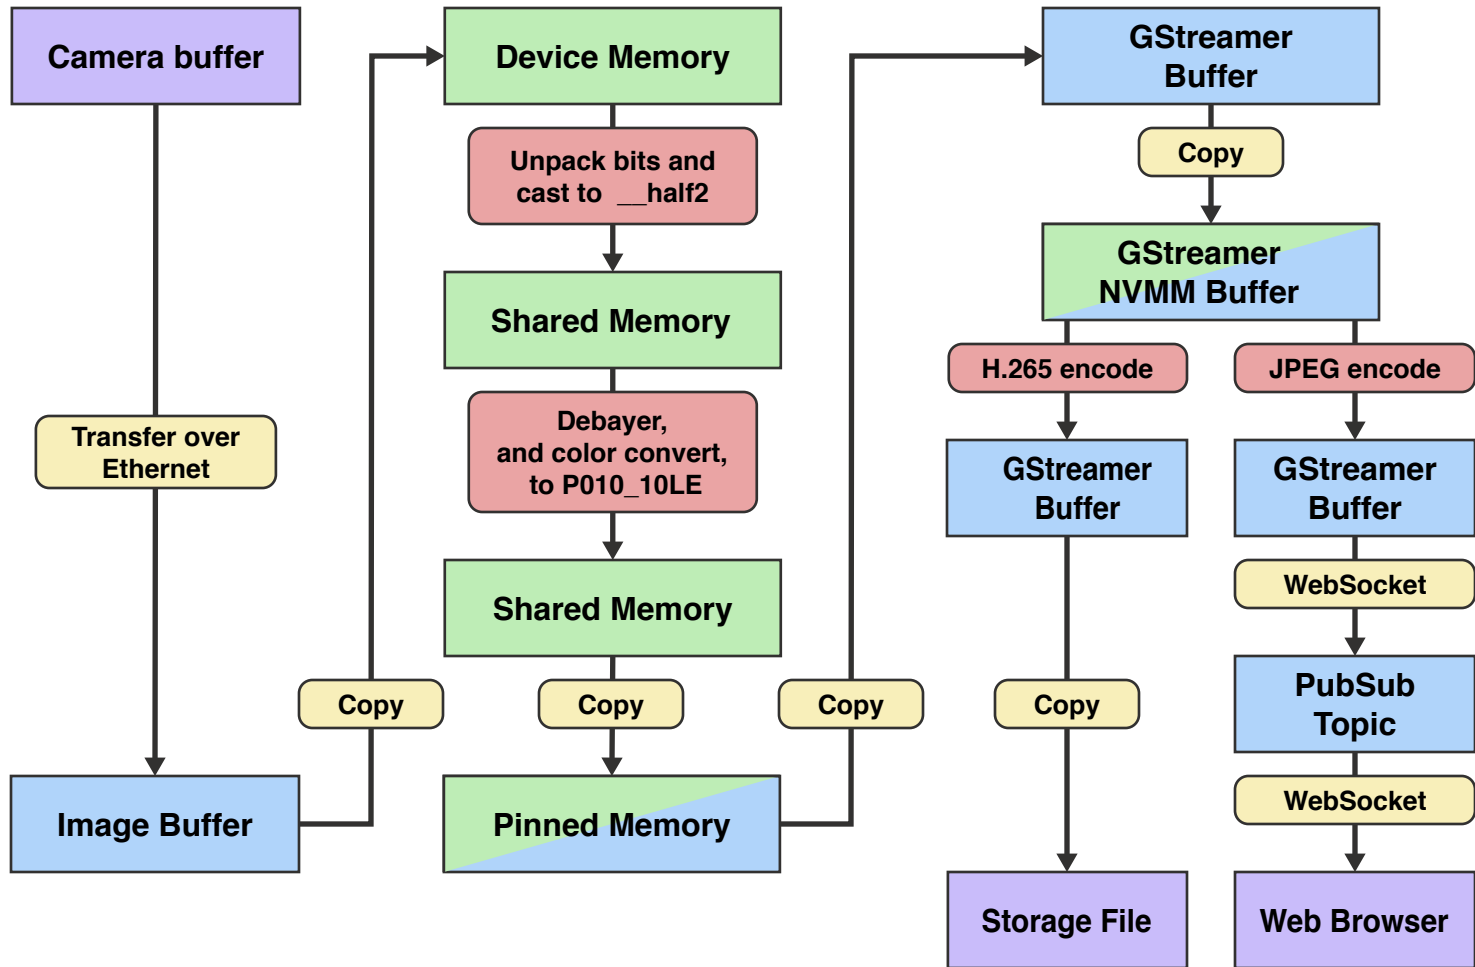 Camera buffer
Transfer over
Ethernet
Image Buffer
Copy
Device Memory
Unpack bits and
cast to __half2
Shared Memory
Debayer,
and color convert,
to P010_10LE
Shared Memory
Copy
Pinned Memory
Copy
GStreamer
Buffer
Copy
GStreamer
NVMM Buffer
H.265 encode
GStreamer
Buffer
Copy
Storage File
JPEG encode
GStreamer
Buffer
WebSocket
PubSub
Topic
WebSocket
Web Browser